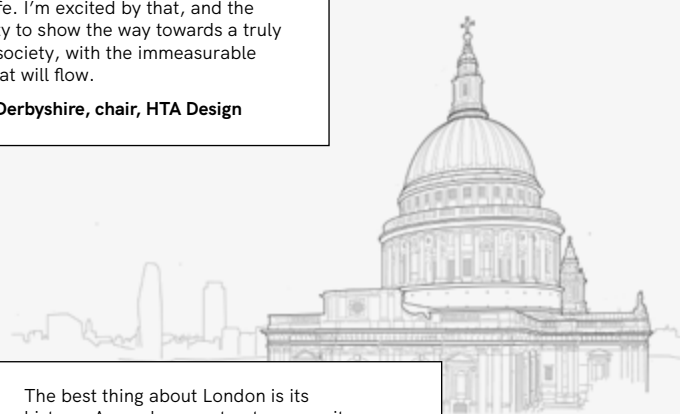 fe. I'm excited by that, and the
ty to show the way towards a truly
society, with the immeasurable
at will flow.
Derbyshire, chair, HTA Design
The best thing about London is its